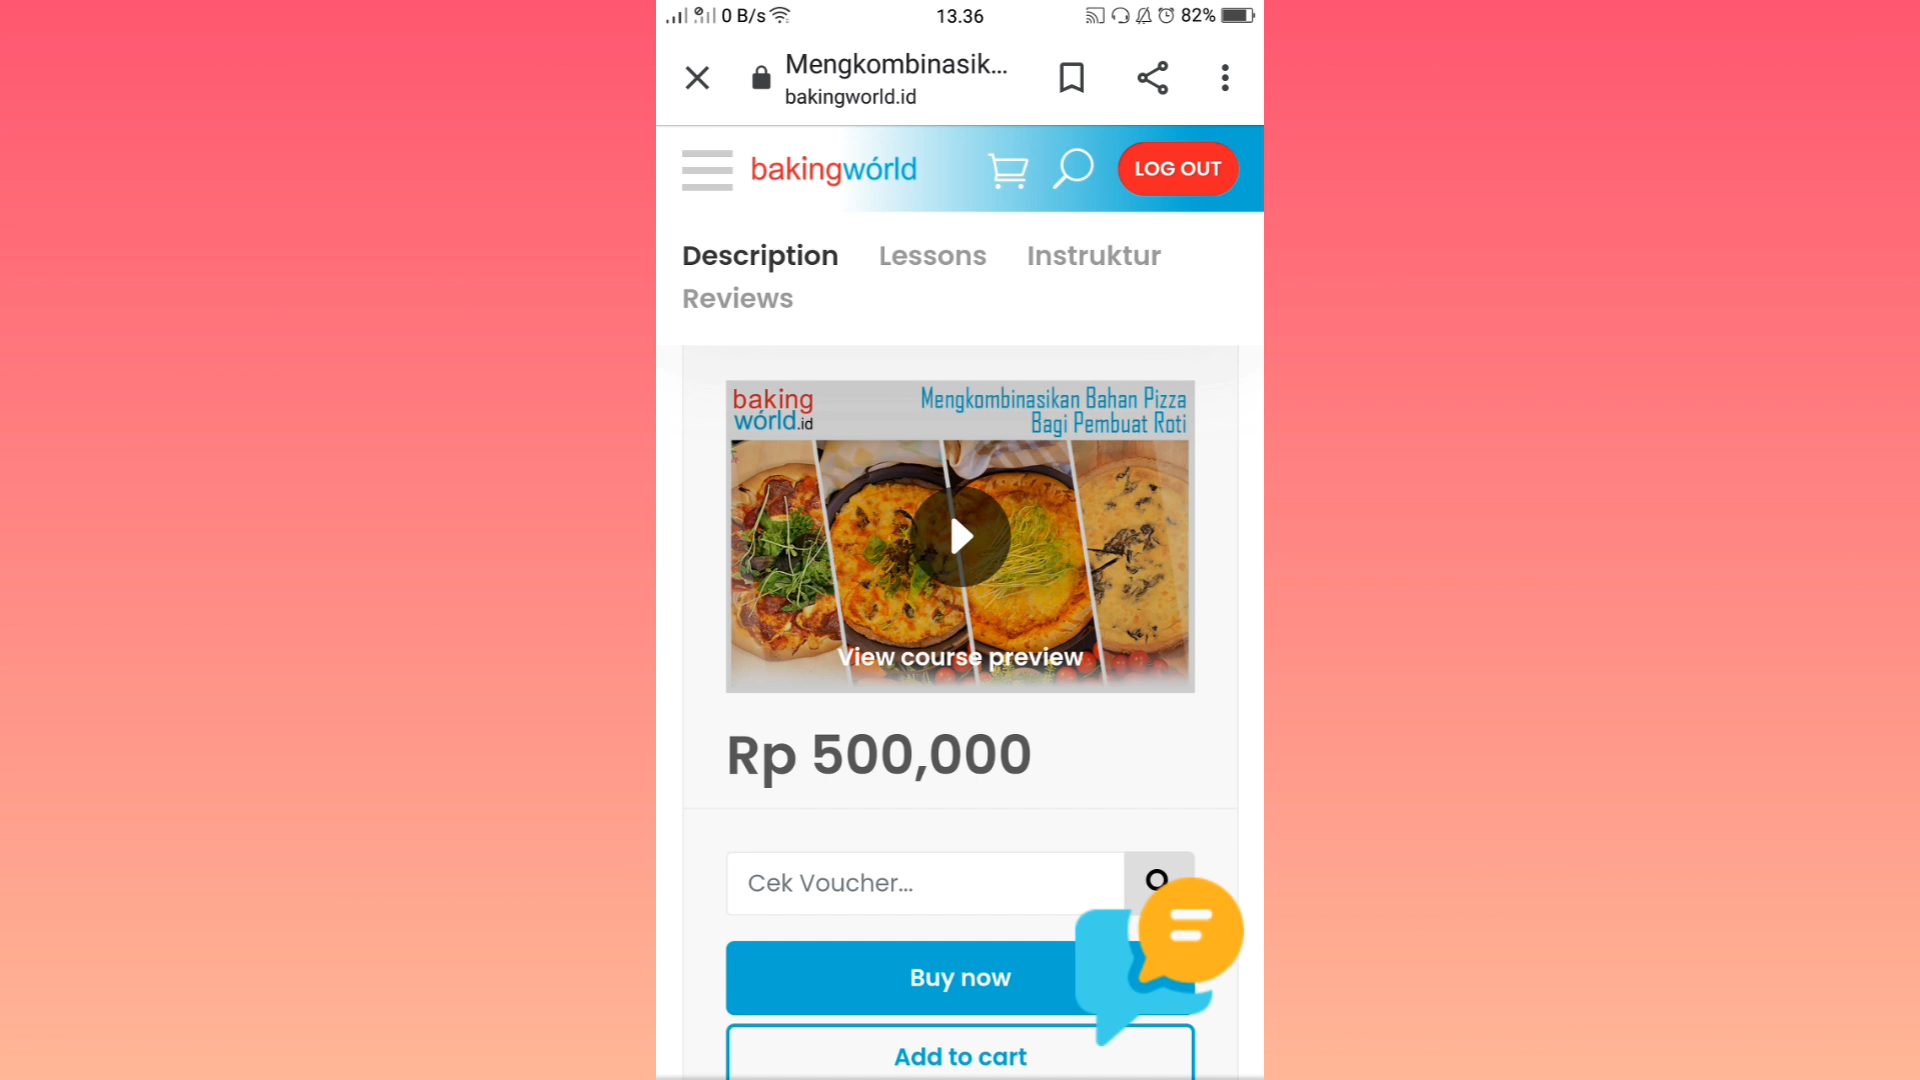 0 B/s
13.36
82%
Mengkombinasik...
bakingworld.id
bakingwórld
LOG OUT
Description
Lessons
Instruktur
Reviews
baking
wórld.id
Mengkombinasikan Bahan Pizza
Bagi Pembuat Roti
View course preview
Rp 500,000
Cek Voucher...
Buy now
Add to cart